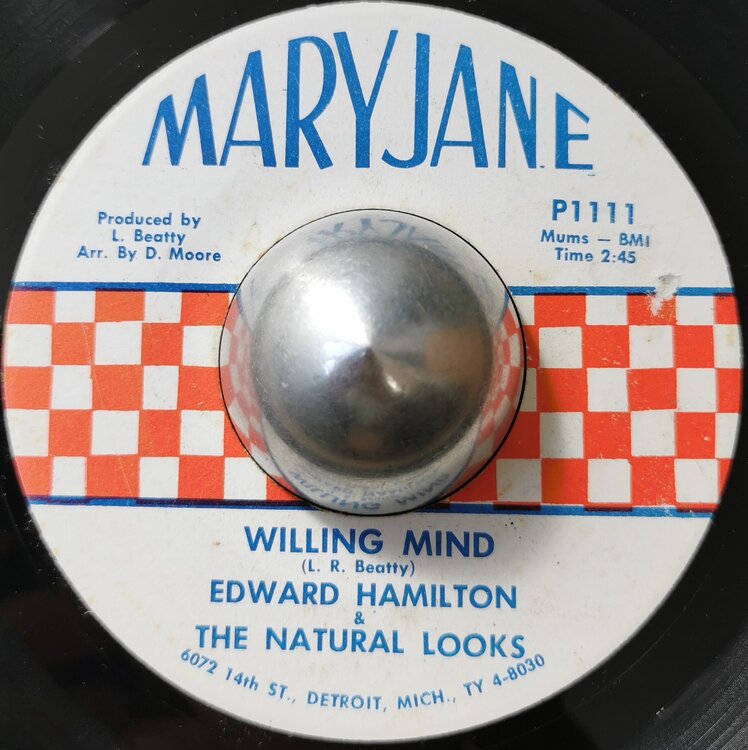 MARYJANE
Produced by
L. Beatty
Arr. By D. Moore
P1111
Mums – BMI
Time 2:45
WILLING MIND
(L. R. Beatty)
EDWARD HAMILTON
&
THE NATURAL LOOKS
6072 14th ST., DETROIT, MICH., TY 4-8030